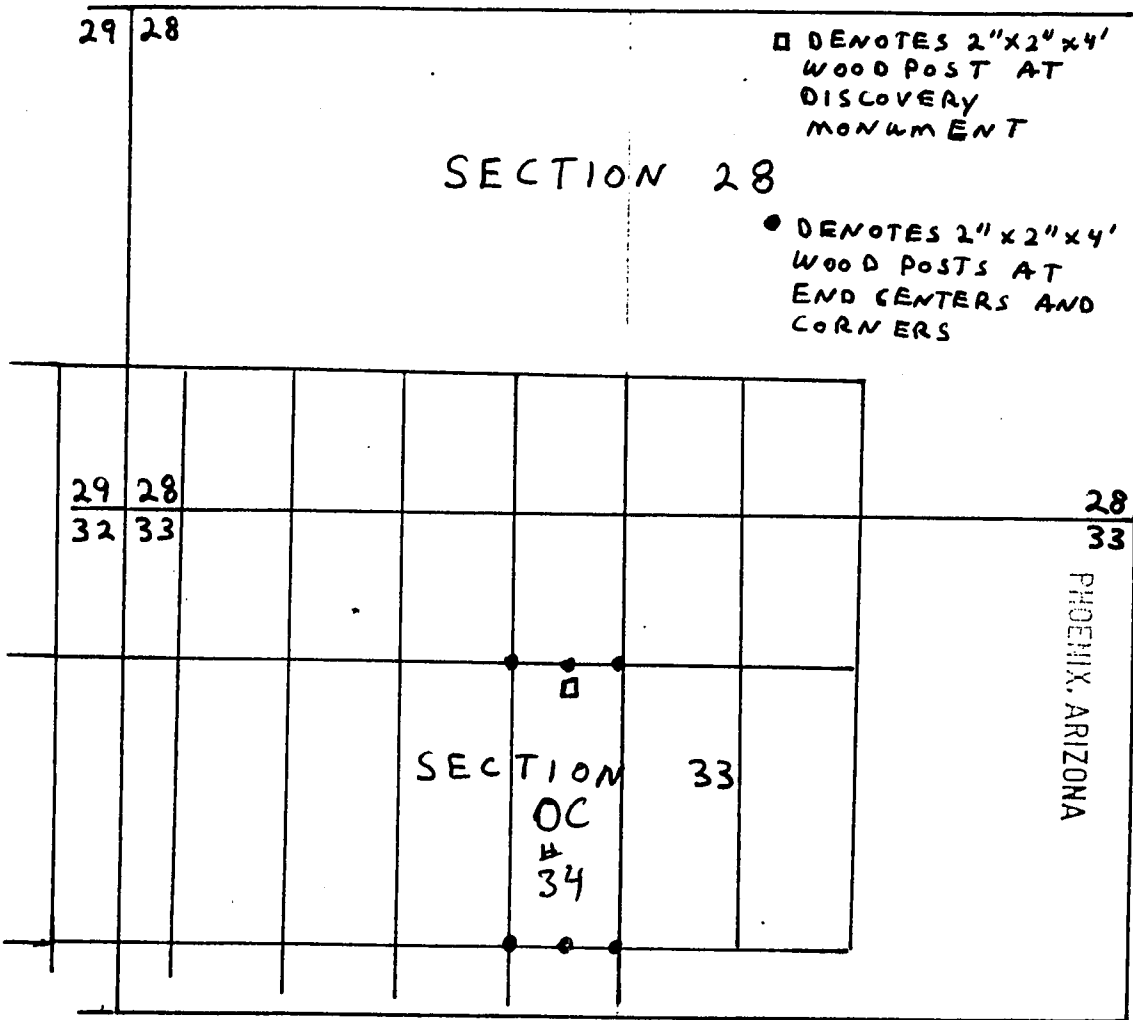 29 28
□ DENOTES 2"x2"x4'
WOOD POST AT
DISCOVERY
MONUMENT
SECTION 28
● DENOTES 2"x2"x4'
WOOD POSTS AT
END CENTERS AND
CORNERS
29 28
32 33
28
33
PHOENIX, ARIZONA
SECTION 33
OC
#
34